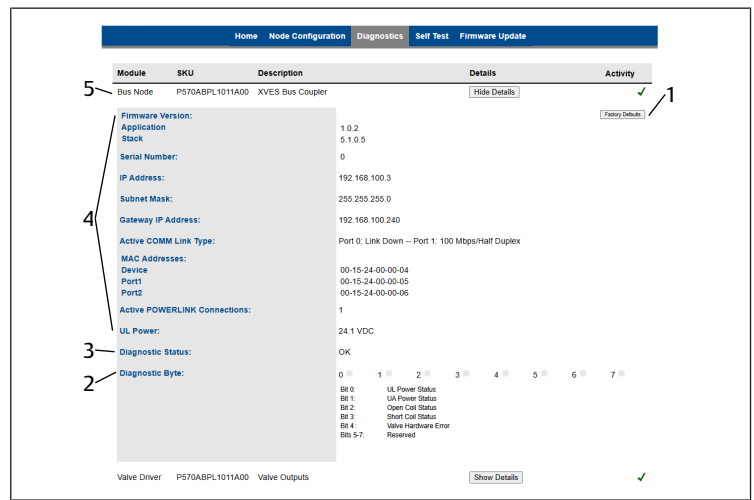 Home Node Configuration Diagnostics Self Test Firmware Update
Module SKU Description Details Activity
5 Bus Node P570ABPL1011A00 XVES Bus Coupler Hide Details ✓ 1
Firmware Version: Factory Defaults
Application 1.0.2
Stack 5.1.0.5
Serial Number: 0
IP Address: 192.168.100.3
Subnet Mask: 255.255.255.0
4 Gateway IP Address: 192.168.100.240
Active COMM Link Type: Port 0: Link Down -- Port 1: 100 Mbps/Half Duplex
MAC Addresses:
Device 00-15-24-00-00-04
Port1 00-15-24-00-00-05
Port2 00-15-24-00-00-06
Active POWERLINK Connections: 1
UL Power: 24.1 VDC
3 Diagnostic Status: OK
2 Diagnostic Byte: 0 1 2 3 4 5 6 7
Bit 0: UL Power Status
Bit 1: UA Power Status
Bit 2: Open Coil Status
Bit 3: Short Coil Status
Bit 4 : Valve Hardware Error
Bits 5-7: Reserved
Valve Driver P570ABPL1011A00 Valve Outputs Show Details ✓